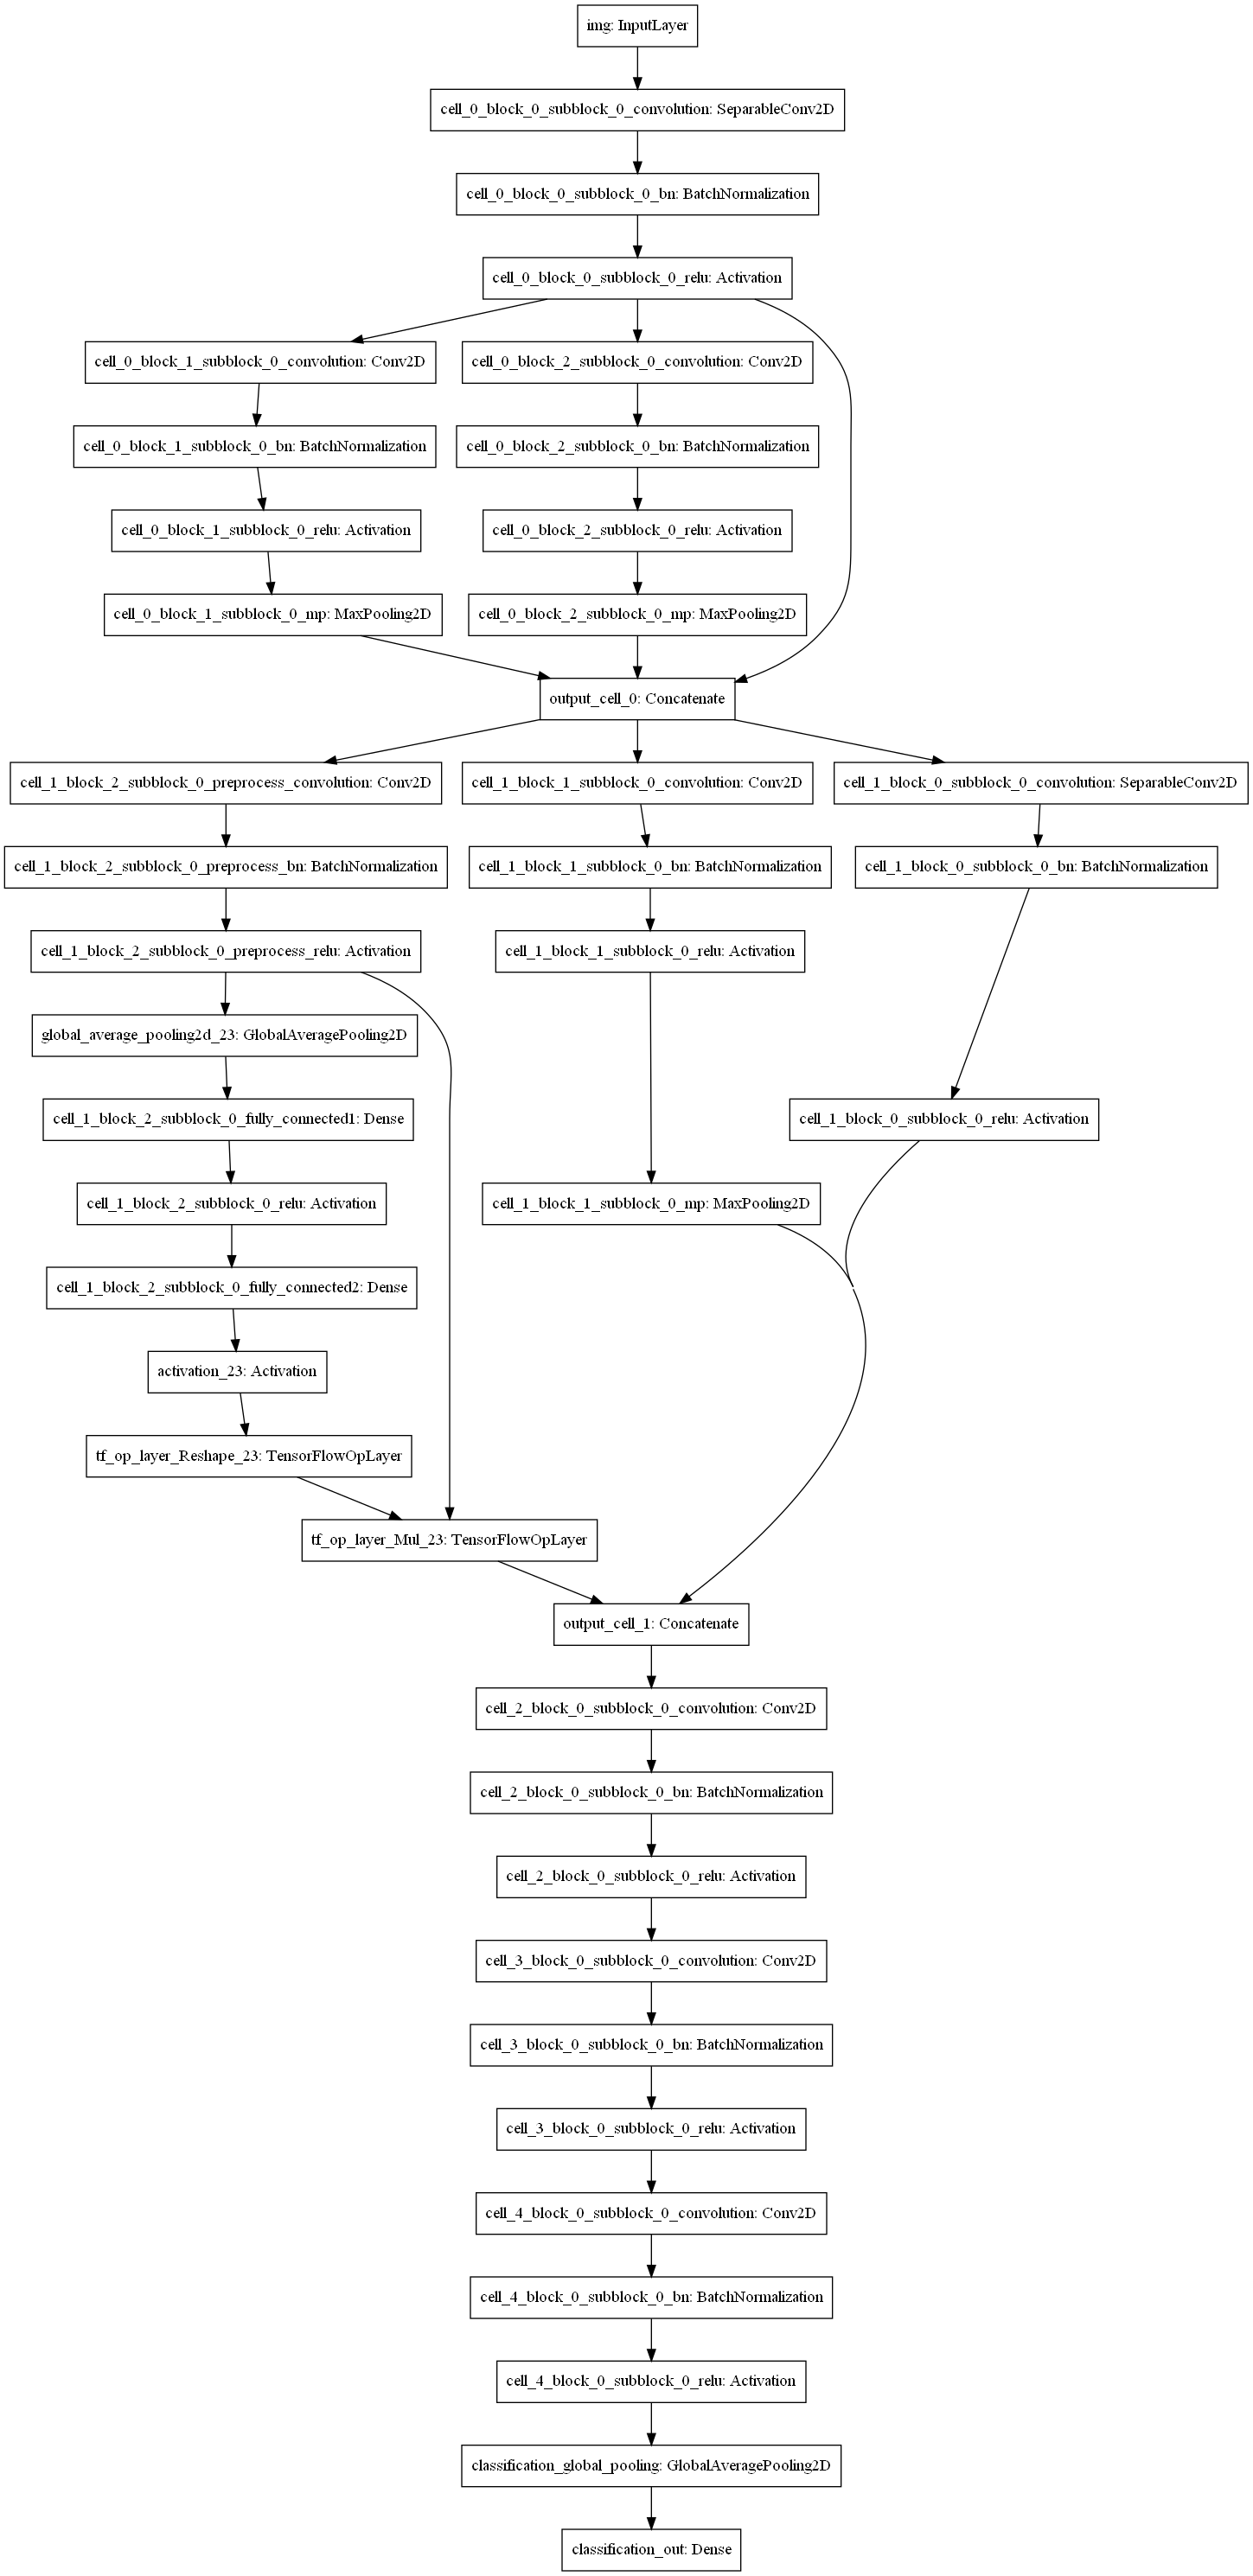 img: InputLayer
cell_0_block_0_subblock_0_convolution: SeparableConv2D
cell_0_block_0_subblock_0_bn: BatchNormalization
cell_0_block_0_subblock_0_relu: Activation
cell_0_block_1_subblock_0_convolution: Conv2D
cell_0_block_2_subblock_0_convolution: Conv2D
cell_0_block_1_subblock_0_bn: BatchNormalization
cell_0_block_2_subblock_0_bn: BatchNormalization
cell_0_block_1_subblock_0_relu: Activation
cell_0_block_2_subblock_0_relu: Activation
cell_0_block_1_subblock_0_mp: MaxPooling2D
cell_0_block_2_subblock_0_mp: MaxPooling2D
output_cell_0: Concatenate
cell_1_block_2_subblock_0_preprocess_convolution: Conv2D
cell_1_block_1_subblock_0_convolution: Conv2D
cell_1_block_0_subblock_0_convolution: SeparableConv2D
cell_1_block_2_subblock_0_preprocess_bn: BatchNormalization
cell_1_block_1_subblock_0_bn: BatchNormalization
cell_1_block_0_subblock_0_bn: BatchNormalization
cell_1_block_2_subblock_0_preprocess_relu: Activation
cell_1_block_1_subblock_0_relu: Activation
global_average_pooling2d_23: GlobalAveragePooling2D
cell_1_block_2_subblock_0_fully_connected1: Dense
cell_1_block_0_subblock_0_relu: Activation
cell_1_block_2_subblock_0_relu: Activation
cell_1_block_1_subblock_0_mp: MaxPooling2D
cell_1_block_2_subblock_0_fully_connected2: Dense
activation_23: Activation
tf_op_layer_Reshape_23: TensorFlowOpLayer
tf_op_layer_Mul_23: TensorFlowOpLayer
output_cell_1: Concatenate
cell_2_block_0_subblock_0_convolution: Conv2D
cell_2_block_0_subblock_0_bn: BatchNormalization
cell_2_block_0_subblock_0_relu: Activation
cell_3_block_0_subblock_0_convolution: Conv2D
cell_3_block_0_subblock_0_bn: BatchNormalization
cell_3_block_0_subblock_0_relu: Activation
cell_4_block_0_subblock_0_convolution: Conv2D
cell_4_block_0_subblock_0_bn: BatchNormalization
cell_4_block_0_subblock_0_relu: Activation
classification_global_pooling: GlobalAveragePooling2D
classification_out: Dense